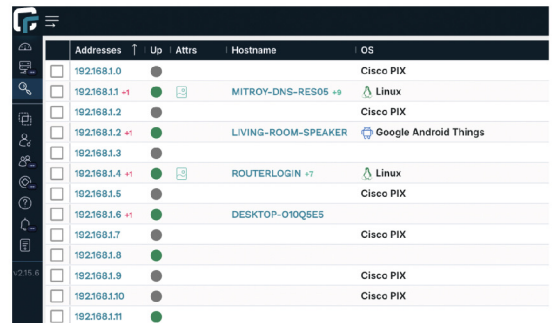 Addresses ↑ Up Attrs Hostname OS
192.168.1.0 Cisco PIX
192.168.1.1 +1 MITROY-DNS-RES05 +9 Linux
192.168.1.2 Cisco PIX
192.168.1.2 +1 LIVING-ROOM-SPEAKER Google Android Things
192.168.1.3
192.168.1.4 +1 ROUTERLOGIN +7 Linux
192.168.1.5 Cisco PIX
192.168.1.6 +1 DESKTOP-O10Q5E5
192.168.1.7 Cisco PIX
192.168.1.8
v2.15.6
192.168.1.9 Cisco PIX
192.168.1.10 Cisco PIX
192.168.1.11